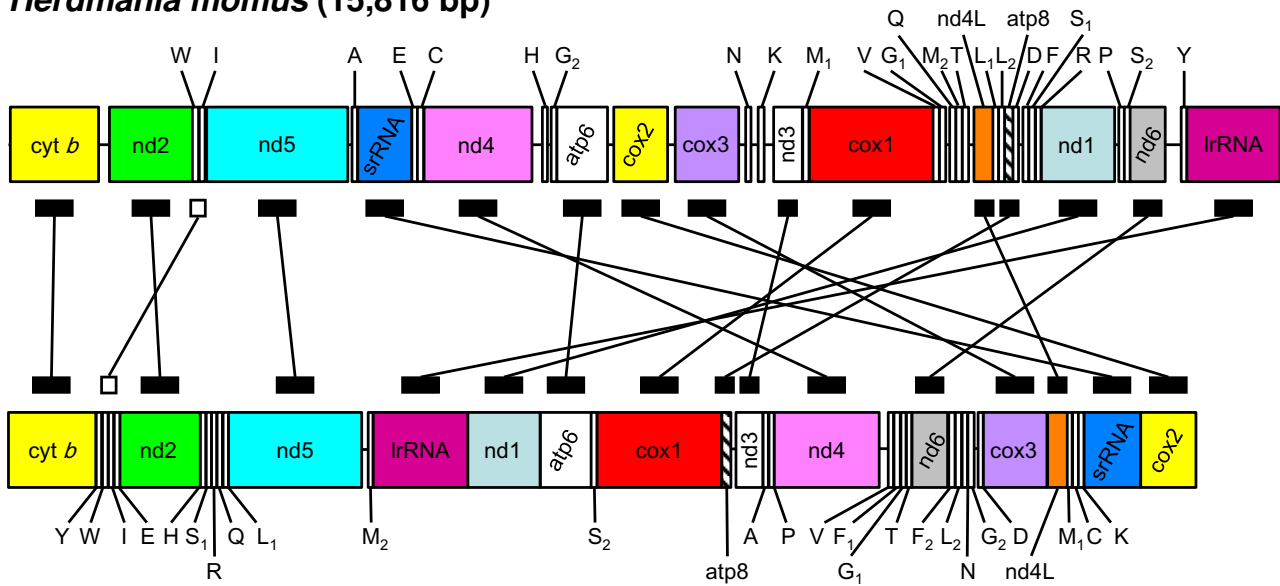 Herdmania momus (15,816 bp)
Q nd4L atp8 S₁
W I A E C H G₂ N K M₁ V G₁ M₂ T L₁ L₂ D F R P S₂ Y
cyt b nd2 nd5 srRNA nd4 atp6 cox2 cox3 nd3 cox1 nd1 nd6 lrRNA
cyt b nd2 nd5 lrRNA nd1 atp6 cox1 nd3 nd4 nd6 cox3 srRNA cox2
Y W I E H S₁ Q L₁ M₂ S₂ A P V F₁ T F₂ L₂ G₂ D M₁ C K
R atp8 G₁ N nd4L